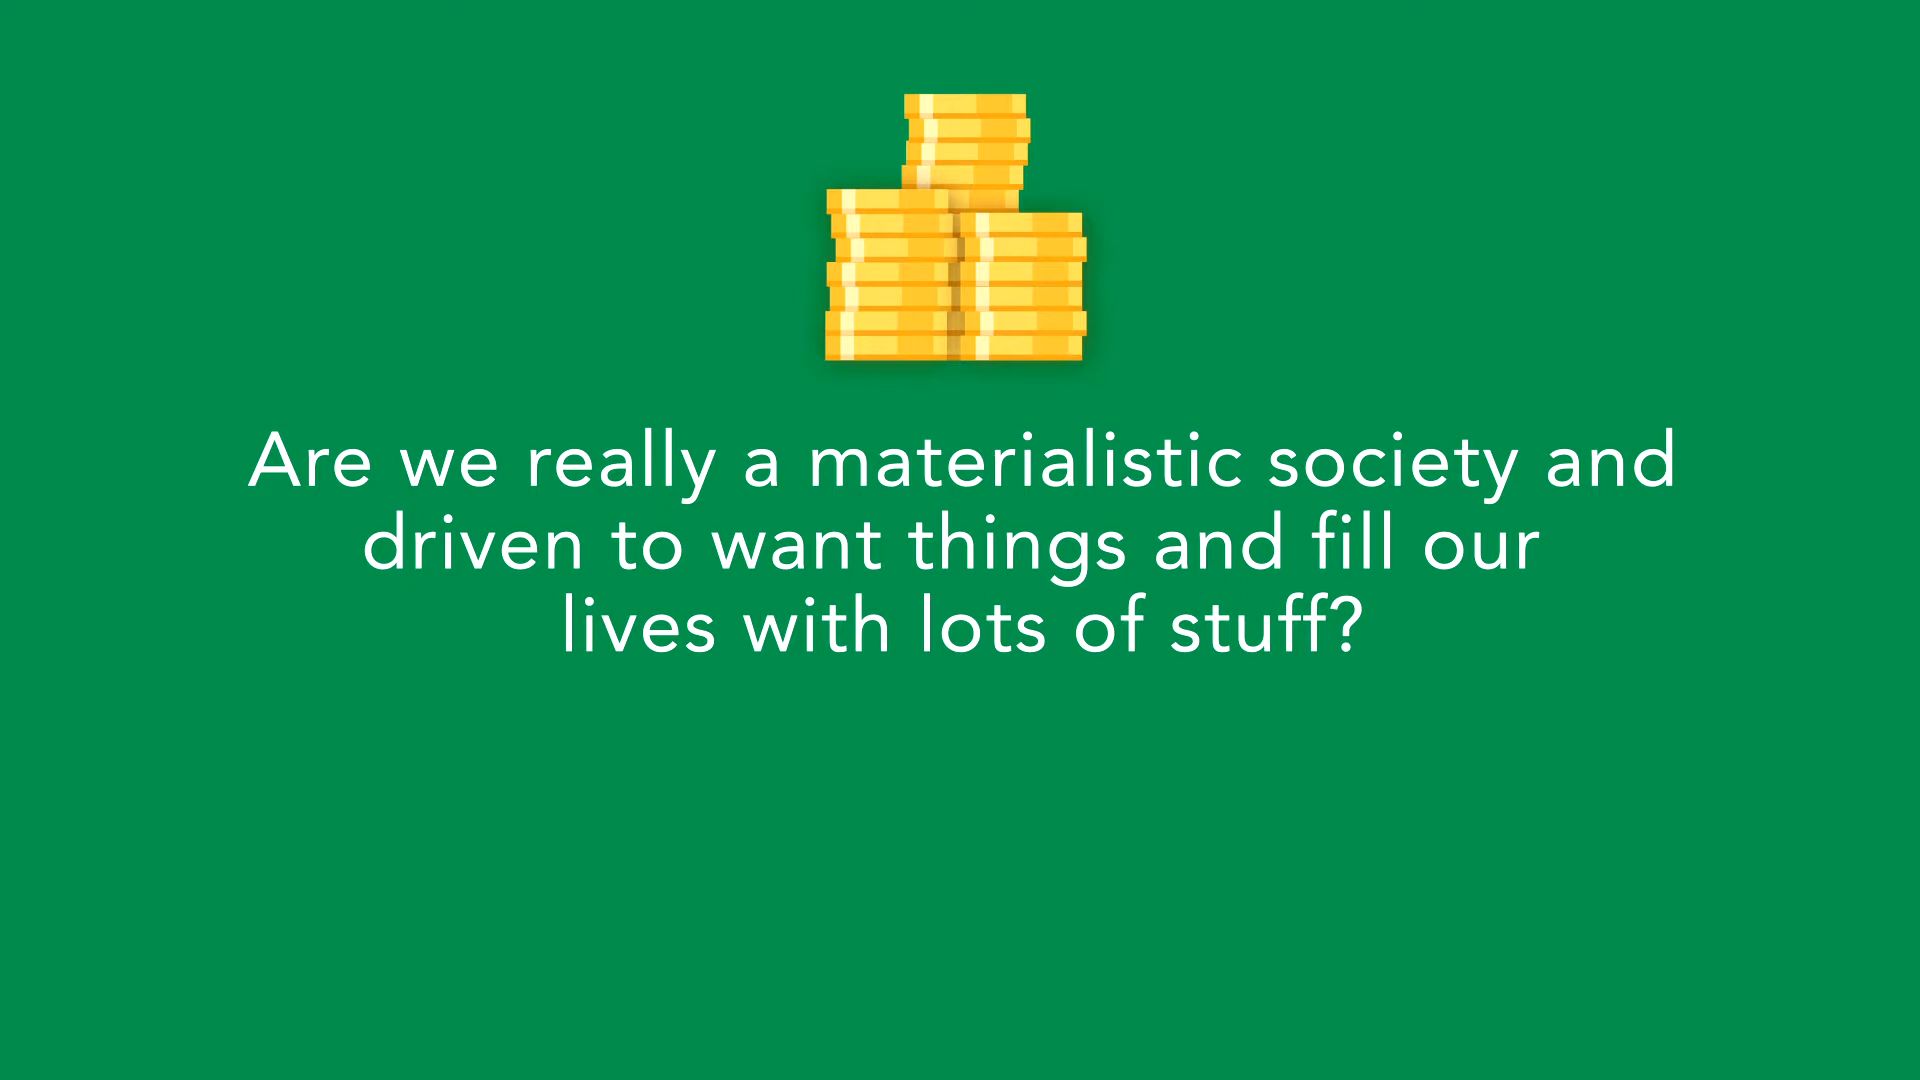 Are we really a materialistic society and
driven to want things and fill our
lives with lots of stuff?